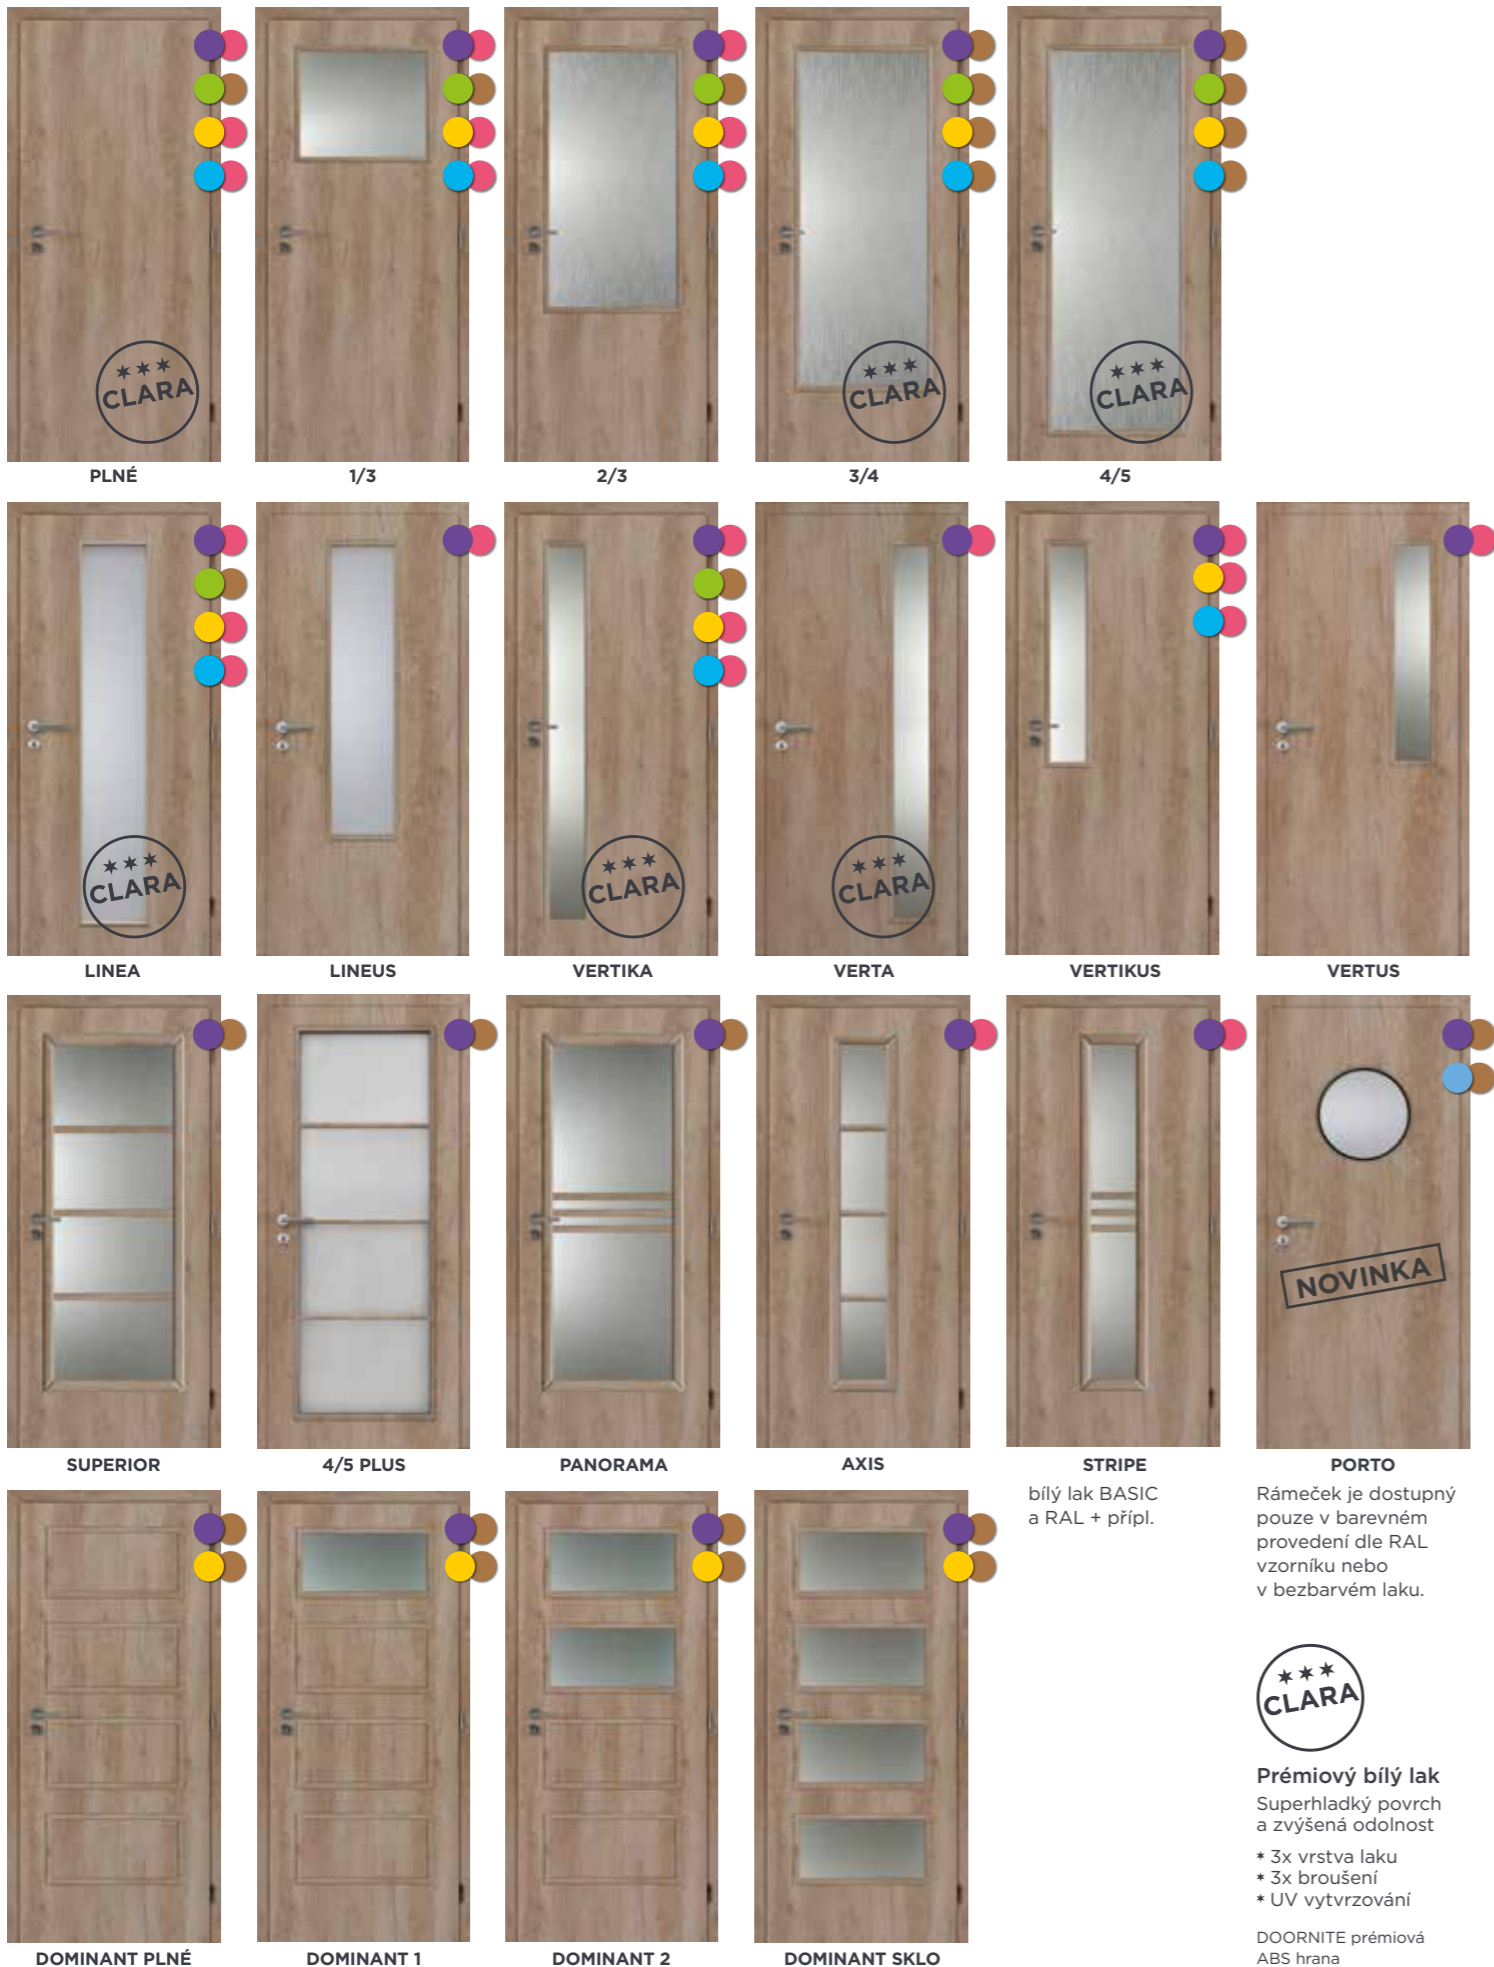 ★★★
CLARA
PLNÉ
1/3
2/3
★★★
CLARA
3/4
★★★
CLARA
4/5
★★★
CLARA
LINEA
LINEUS
★★★
CLARA
VERTIKA
★★★
CLARA
VERTA
VERTIKUS
VERTUS
SUPERIOR
4/5 PLUS
PANORAMA
AXIS
STRIPE
bílý lak BASIC
a RAL + přípl.
NOVINKA
PORTO
Rámeček je dostupný
pouze v barevném
provedení dle RAL
vzorníku nebo
v bezbarvém laku.
DOMINANT PLNÉ
DOMINANT 1
DOMINANT 2
DOMINANT SKLO
★★★
CLARA
Prémiový bílý lak
Superhladký povrch
a zvýšená odolnost
★ 3x vrstva laku
★ 3x broušení
★ UV vytvrzování
DOORNITE prémiová
ABS hrana